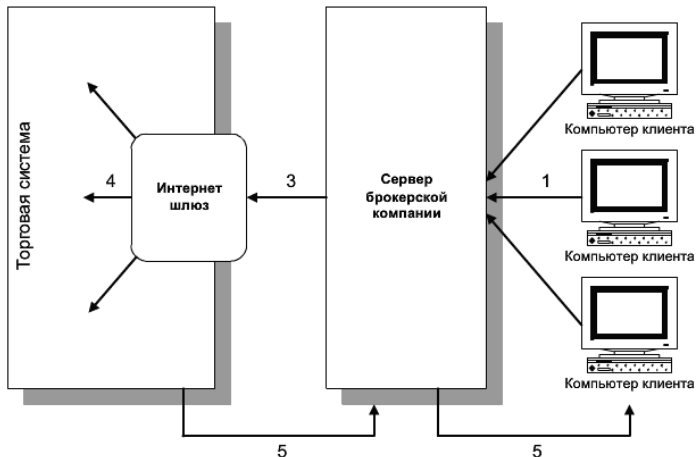 Торговая система
4
Интернет
шлюз
3
Сервер
брокерской
компании
1
Компьютер клиента
Компьютер клиента
Компьютер клиента
5
5